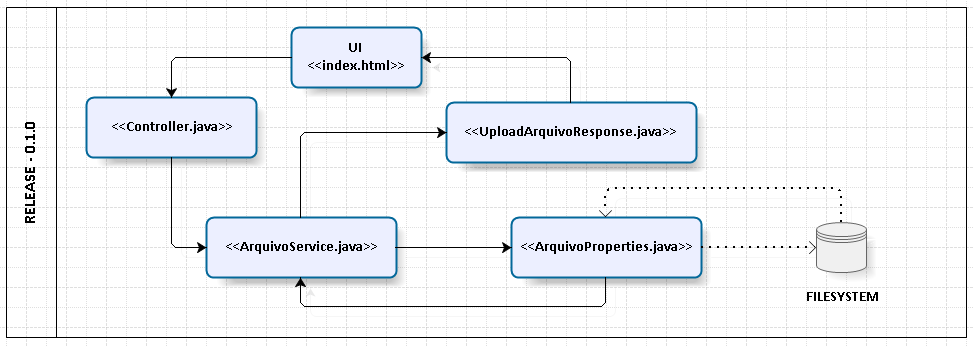 RELEASE - 0.1.0
UI
<<index.html>>
<<Controller.java>>
<<UploadArquivoResponse.java>>
<<ArquivoService.java>>
<<ArquivoProperties.java>>
FILESYSTEM